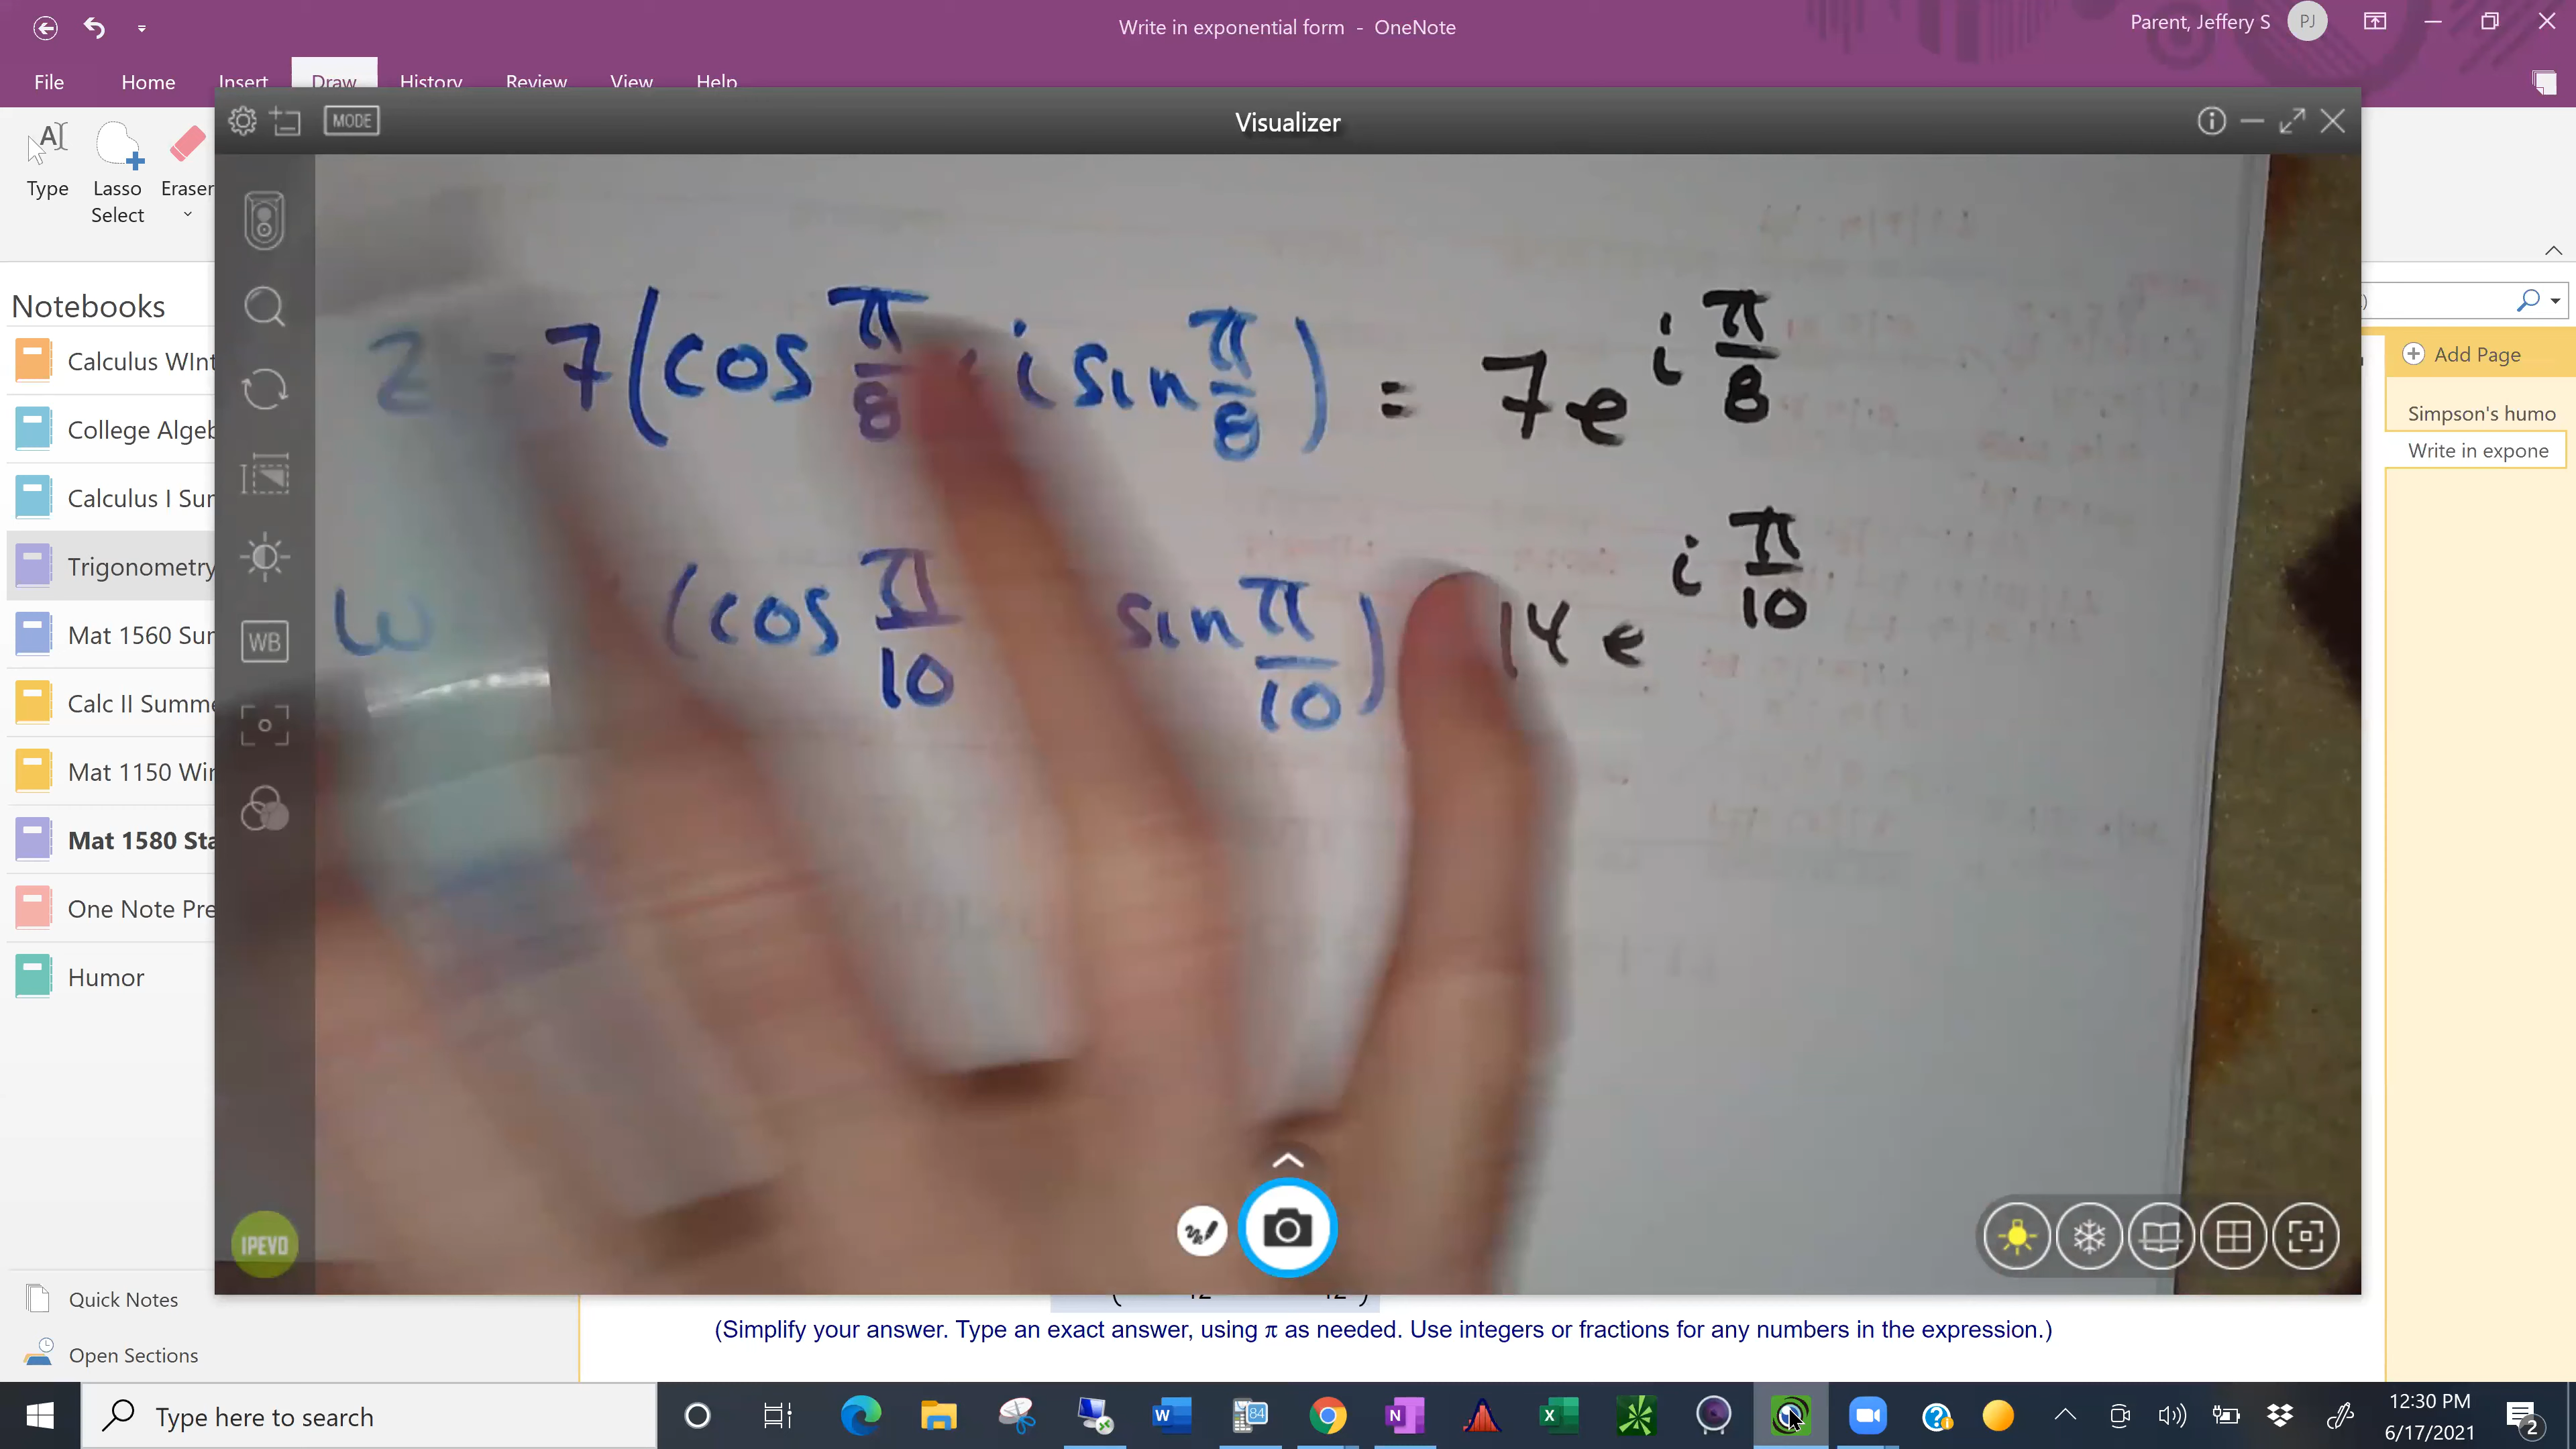 Write in exponential form - OneNote
Parent, Jeffery S PJ
File Home Insert Draw History Review View Help
MODE
Visualizer
Type Lasso Select Eraser
Notebooks
Calculus WInt
College Algeb
Calculus I Sur
Trigonometry
Mat 1560 Sur
Calc II Summe
Mat 1150 Wir
Mat 1580 Sta
One Note Pre
Humor
Quick Notes
Open Sections
WB
IPEVO
z = 7(cos π/8 + i sin π/8) = 7e^(i π/8)
w (cos π/10 sin π/10) 14e^(i π/10)
Add Page
Simpson's humo
Write in expone
(Simplify your answer. Type an exact answer, using π as needed. Use integers or fractions for any numbers in the expression.)
Type here to search
84
12:30 PM
6/17/2021
2